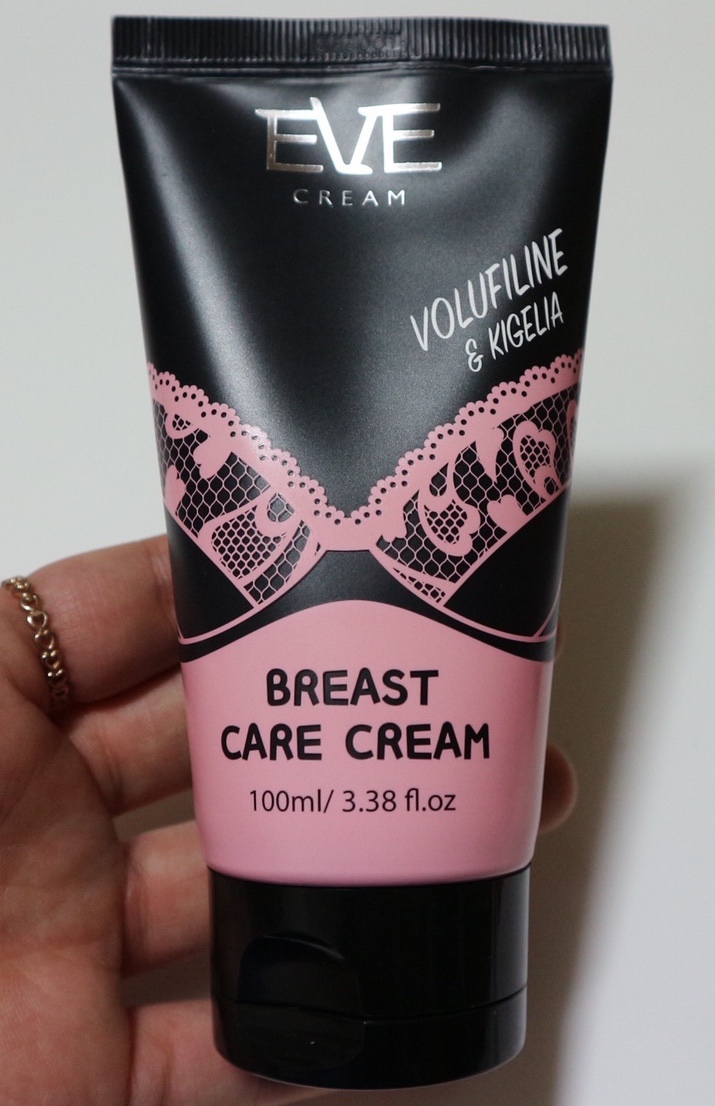 EVE
CREAM
VOLUFILINE
& KIGELIA
BREAST
CARE CREAM
100ml/ 3.38 fl.oz